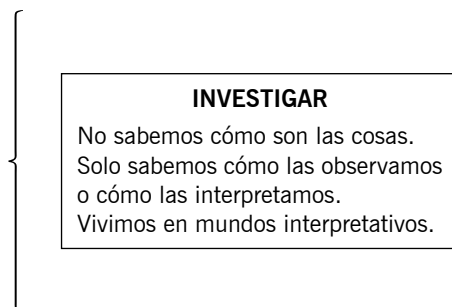 INVESTIGAR
No sabemos cómo son las cosas.
Solo sabemos cómo las observamos
o cómo las interpretamos.
Vivimos en mundos interpretativos.